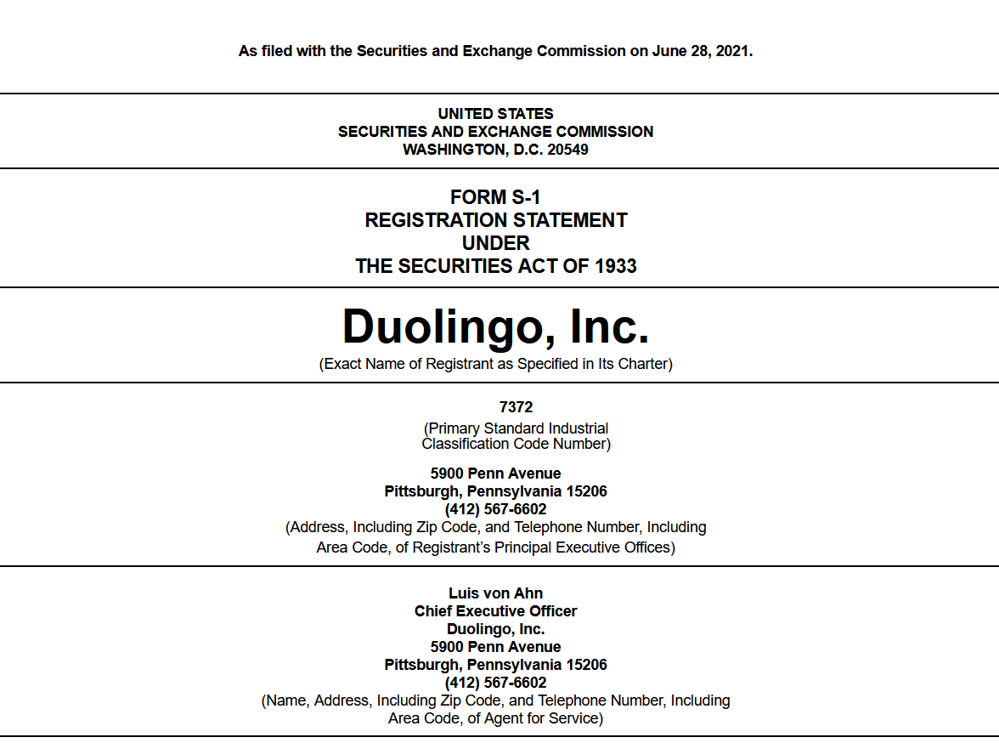 As filed with the Securities and Exchange Commission on June 28, 2021.
UNITED STATES
SECURITIES AND EXCHANGE COMMISSION
WASHINGTON, D.C. 20549
FORM S-1
REGISTRATION STATEMENT
UNDER
THE SECURITIES ACT OF 1933
Duolingo, Inc.
(Exact Name of Registrant as Specified in Its Charter)
7372
(Primary Standard Industrial
Classification Code Number)
5900 Penn Avenue
Pittsburgh, Pennsylvania 15206
(412) 567-6602
(Address, Including Zip Code, and Telephone Number, Including
Area Code, of Registrant’s Principal Executive Offices)
Luis von Ahn
Chief Executive Officer
Duolingo, Inc.
5900 Penn Avenue
Pittsburgh, Pennsylvania 15206
(412) 567-6602
(Name, Address, Including Zip Code, and Telephone Number, Including
Area Code, of Agent for Service)